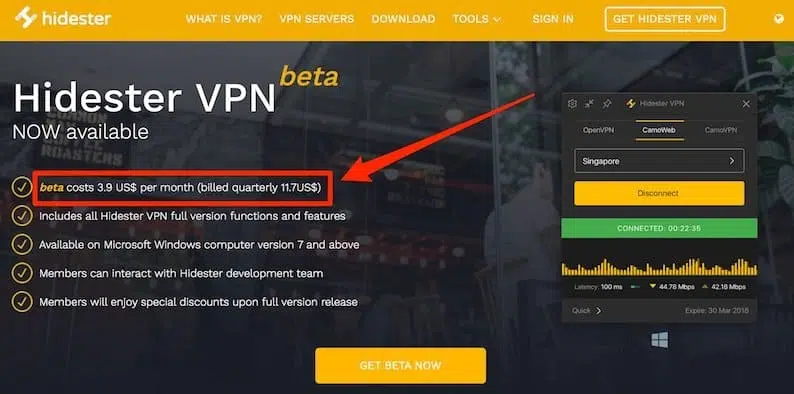 hidester
WHAT IS VPN?
VPN SERVERS
DOWNLOAD
TOOLS
SIGN IN
GET HIDESTER VPN
Hidester VPN beta
NOW available
beta costs 3.9 US$ per month (billed quarterly 11.7US$)
Includes all Hidester VPN full version functions and features
Available on Microsoft Windows computer version 7 and above
Members can interact with Hidester development team
Members will enjoy special discounts upon full version release
GET BETA NOW
Hidester VPN
OpenVPN
CamoWeb
CamoVPN
Singapore
Disconnect
CONNECTED: 00:22:35
Latency: 100 ms
44.78 Mbps
42.18 Mbps
Quick
Expire: 30 Mar 2018
COMMON
ROASTERS